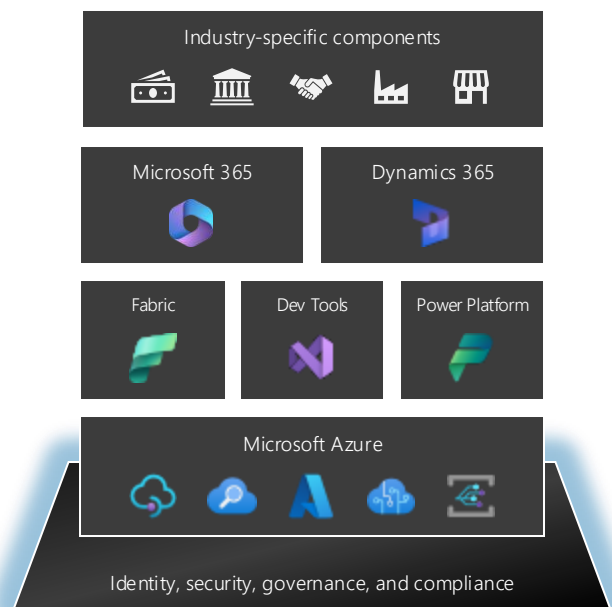 Industry-specific components
Microsoft 365
Dynamics 365
Fabric
Dev Tools
Power Platform
Microsoft Azure
Identity, security, governance, and compliance